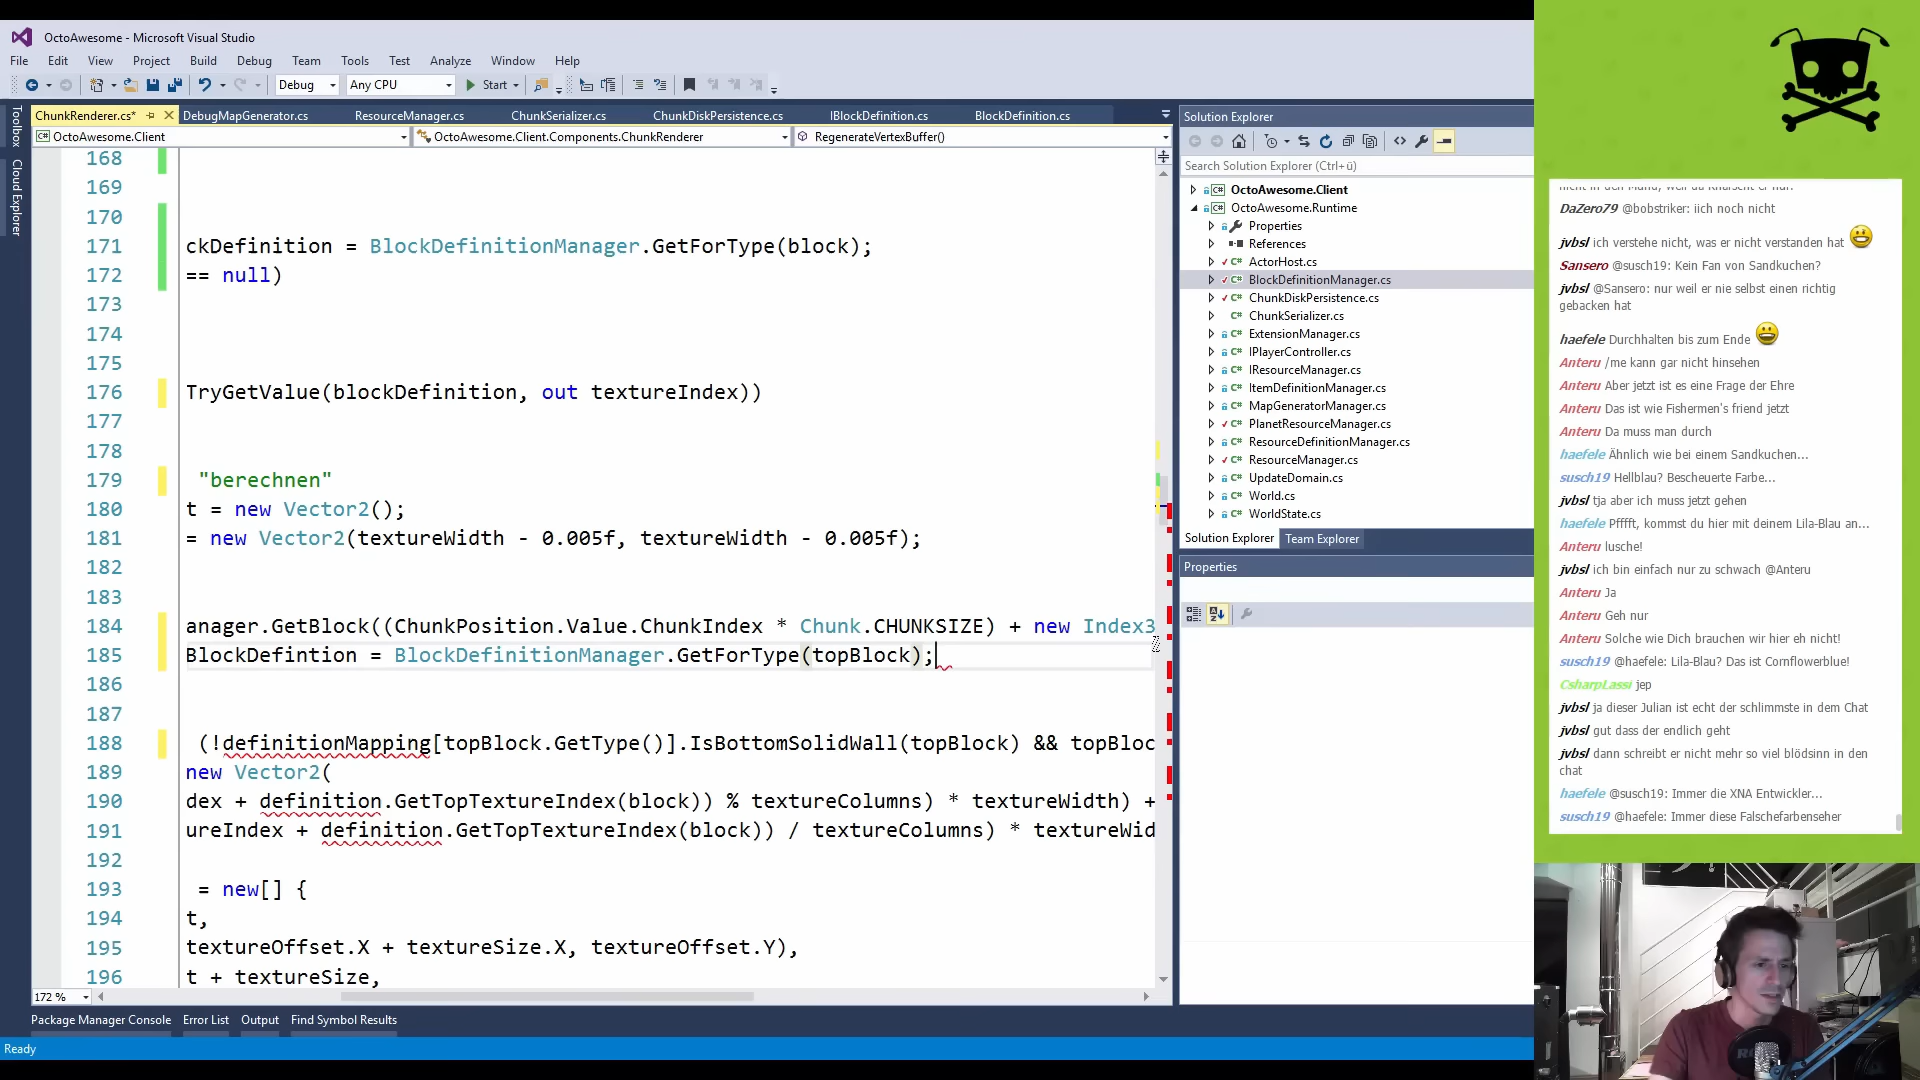 OctoAwesome - Microsoft Visual Studio
File Edit View Project Build Debug Team Tools Test Analyze Window Help
Debug Any CPU Start
ChunkRenderer.cs* DebugMapGenerator.cs ResourceManager.cs ChunkSerializer.cs ChunkDiskPersistence.cs IBlockDefinition.cs BlockDefinition.cs
OctoAwesome.Client OctoAwesome.Client.Components.ChunkRenderer RegenerateVertexBuffer()
Toolbox
Cloud Explorer
168
169
170
171 ckDefinition = BlockDefinitionManager.GetForType(block);
172 == null)
173
174
175
176 TryGetValue(blockDefinition, out textureIndex))
177
178
179 "berechnen"
180 t = new Vector2();
181 = new Vector2(textureWidth - 0.005f, textureWidth - 0.005f);
182
183
184 anager.GetBlock((ChunkPosition.Value.ChunkIndex * Chunk.CHUNKSIZE) + new Index3
185 BlockDefintion = BlockDefinitionManager.GetForType(topBlock);
186
187
188 (!definitionMapping[topBlock.GetType()].IsBottomSolidWall(topBlock) && topBloc
189 new Vector2(
190 dex + definition.GetTopTextureIndex(block)) % textureColumns) * textureWidth) +
191 ureIndex + definition.GetTopTextureIndex(block)) / textureColumns) * textureWid
192
193 = new[] {
194 t,
195 textureOffset.X + textureSize.X, textureOffset.Y),
196 t + textureSize,
172 %
Package Manager Console Error List Output Find Symbol Results
Ready
Solution Explorer
Search Solution Explorer (Ctrl+ü)
OctoAwesome.Client
OctoAwesome.Runtime
Properties
References
ActorHost.cs
BlockDefinitionManager.cs
ChunkDiskPersistence.cs
ChunkSerializer.cs
ExtensionManager.cs
IPlayerController.cs
IResourceManager.cs
ItemDefinitionManager.cs
MapGeneratorManager.cs
PlanetResourceManager.cs
ResourceDefinitionManager.cs
ResourceManager.cs
UpdateDomain.cs
World.cs
WorldState.cs
Solution Explorer Team Explorer
Properties
DaZero79 @bobstriker: iich noch nicht
jvbsl ich verstehe nicht, was er nicht verstanden hat
Sansero @susch19: Kein Fan von Sandkuchen?
jvbsl @Sansero: nur weil er nie selbst einen richtig
gebacken hat
haefele Durchhalten bis zum Ende
Anteru /me kann gar nicht hinsehen
Anteru Aber jetzt ist es eine Frage der Ehre
Anteru Das ist wie Fishermen's friend jetzt
Anteru Da muss man durch
haefele Ähnlich wie bei einem Sandkuchen...
susch19 Hellblau? Bescheuerte Farbe...
jvbsl tja aber ich muss jetzt gehen
haefele Pfffft, kommst du hier mit deinem Lila-Blau an...
Anteru lusche!
jvbsl ich bin einfach nur zu schwach @Anteru
Anteru Ja
Anteru Geh nur
Anteru Solche wie Dich brauchen wir hier eh nicht!
susch19 @haefele: Lila-Blau? Das ist Cornflowerblue!
CsharpLassi jep
jvbsl ja dieser Julian ist echt der schlimmste in dem Chat
jvbsl gut dass der endlich geht
jvbsl dann schreibt er nicht mehr so viel blödsinn in den
chat
haefele @susch19: Immer die XNA Entwickler...
susch19 @haefele: Immer diese Falschefarbenseher